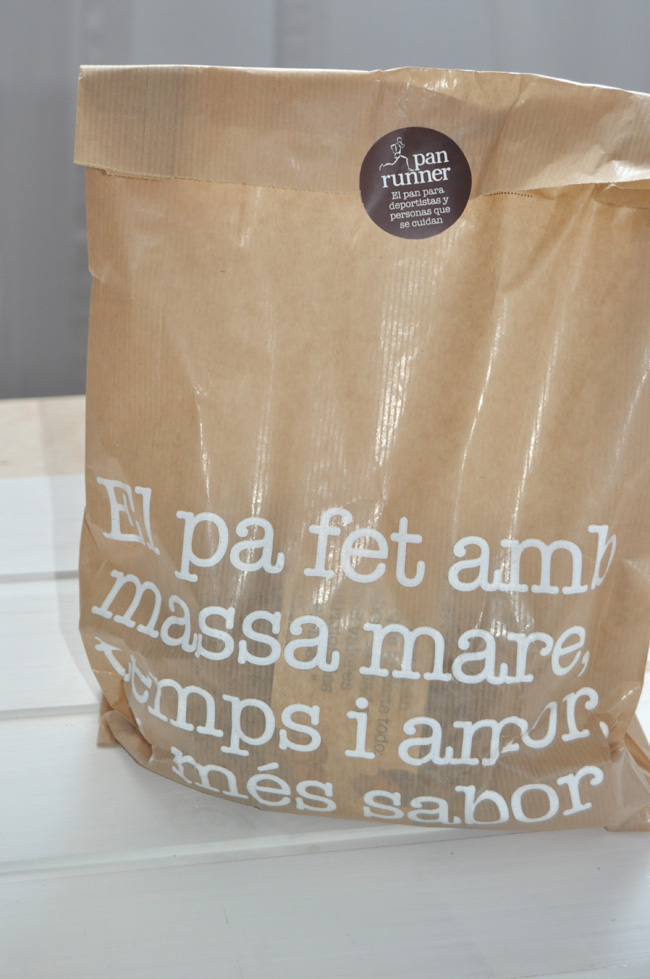 pan
runner
El pan para
deportistas y
personas que
se cuidan
El pa fet amb
massa mare,
temps i amor,
més sabor